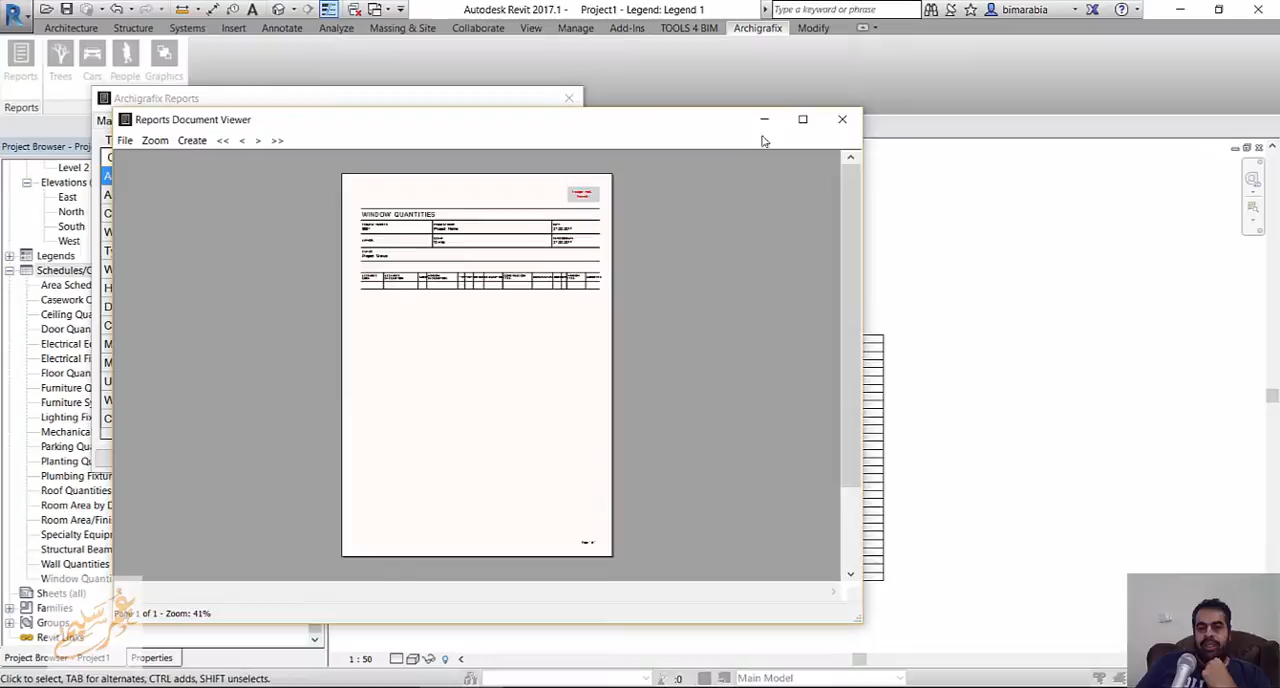 Autodesk Revit 2017.1 - Project1 - Legend: Legend 1
Type a keyword or phrase
bimarabia
Architecture Structure Systems Insert Annotate Analyze Massing & Site Collaborate View Manage Add-Ins TOOLS 4 BIM Archigrafix Modify
Reports Trees Cars People Graphics
Reports
Archigrafix Reports
Reports Document Viewer
File Zoom Create << < > >>
Project Browser - Proj
Level 2
Elevations (
East
North
South
West
Legends
Schedules/
Area Sched
Casework
Ceiling Qua
Door Quan
Electrical E
Electrical Fi
Floor Quan
Furniture Q
Furniture S
Lighting Fix
Mechanica
Parking Qu
Planting Qu
Plumbing Fixtur
Roof Quantities
Room Area by D
Room Area/Finis
Specialty Equip
Structural Beam
Wall Quantities
Window Quanti
Sheets (all)
Families
Groups
Revit Links
WINDOW QUANTITIES
Page 1 of 1 - Zoom: 41%
Project Browser - Project1 Properties
1 : 50
Click to select, TAB for alternates, CTRL adds, SHIFT unselects.
:0
Main Model